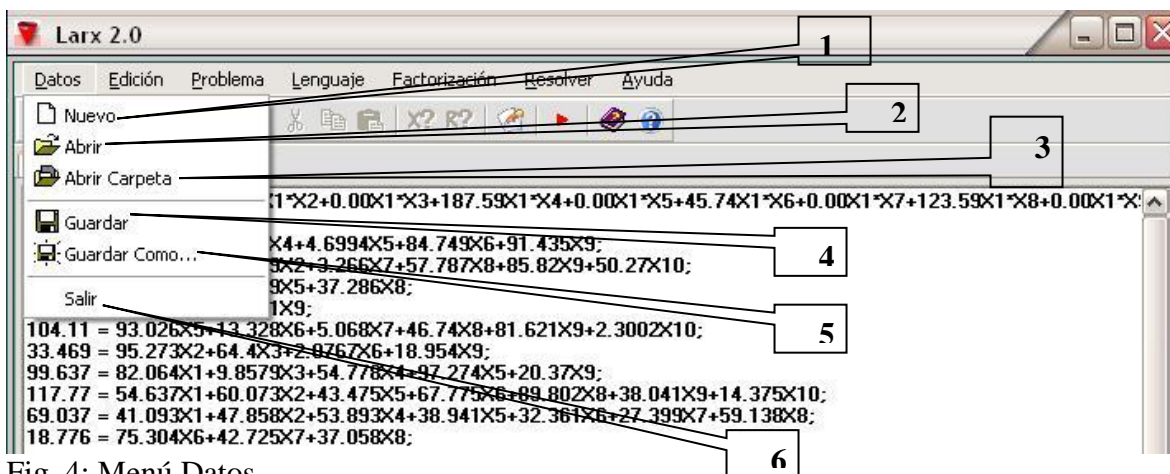 Larx 2.0
1
Datos Edición Problema Lenguaje Factorización Resolver Ayuda
Nuevo
X? R?
2
Abrir
3
Abrir Carpeta
1*X2+0.00X1*X3+187.59X1*X4+0.00X1*X5+45.74X1*X6+0.00X1*X7+123.59X1*X8+0.00X1*X
Guardar
X4+4.6994X5+84.749X6+91.435X9;
4
Guardar Como...
X2+3.266X7+57.787X8+85.82X9+50.27X10;
X5+37.286X8;
Salir
X9;
104.11 = 93.026X5+13.328X6+5.068X7+46.74X8+81.621X9+2.3002X10;
5
33.469 = 95.273X2+64.4X3+2.0767X6+18.954X9;
99.637 = 82.064X1+9.8579X3+54.778X4+97.274X5+20.37X9;
117.77 = 54.637X1+60.073X2+43.475X5+67.775X6+89.802X8+38.041X9+14.375X10;
69.037 = 41.093X1+47.858X2+53.893X4+38.941X5+32.361X6+27.399X7+59.138X8;
18.776 = 75.304X6+42.725X7+37.058X8;
6
Fig. 4: Menú Datos